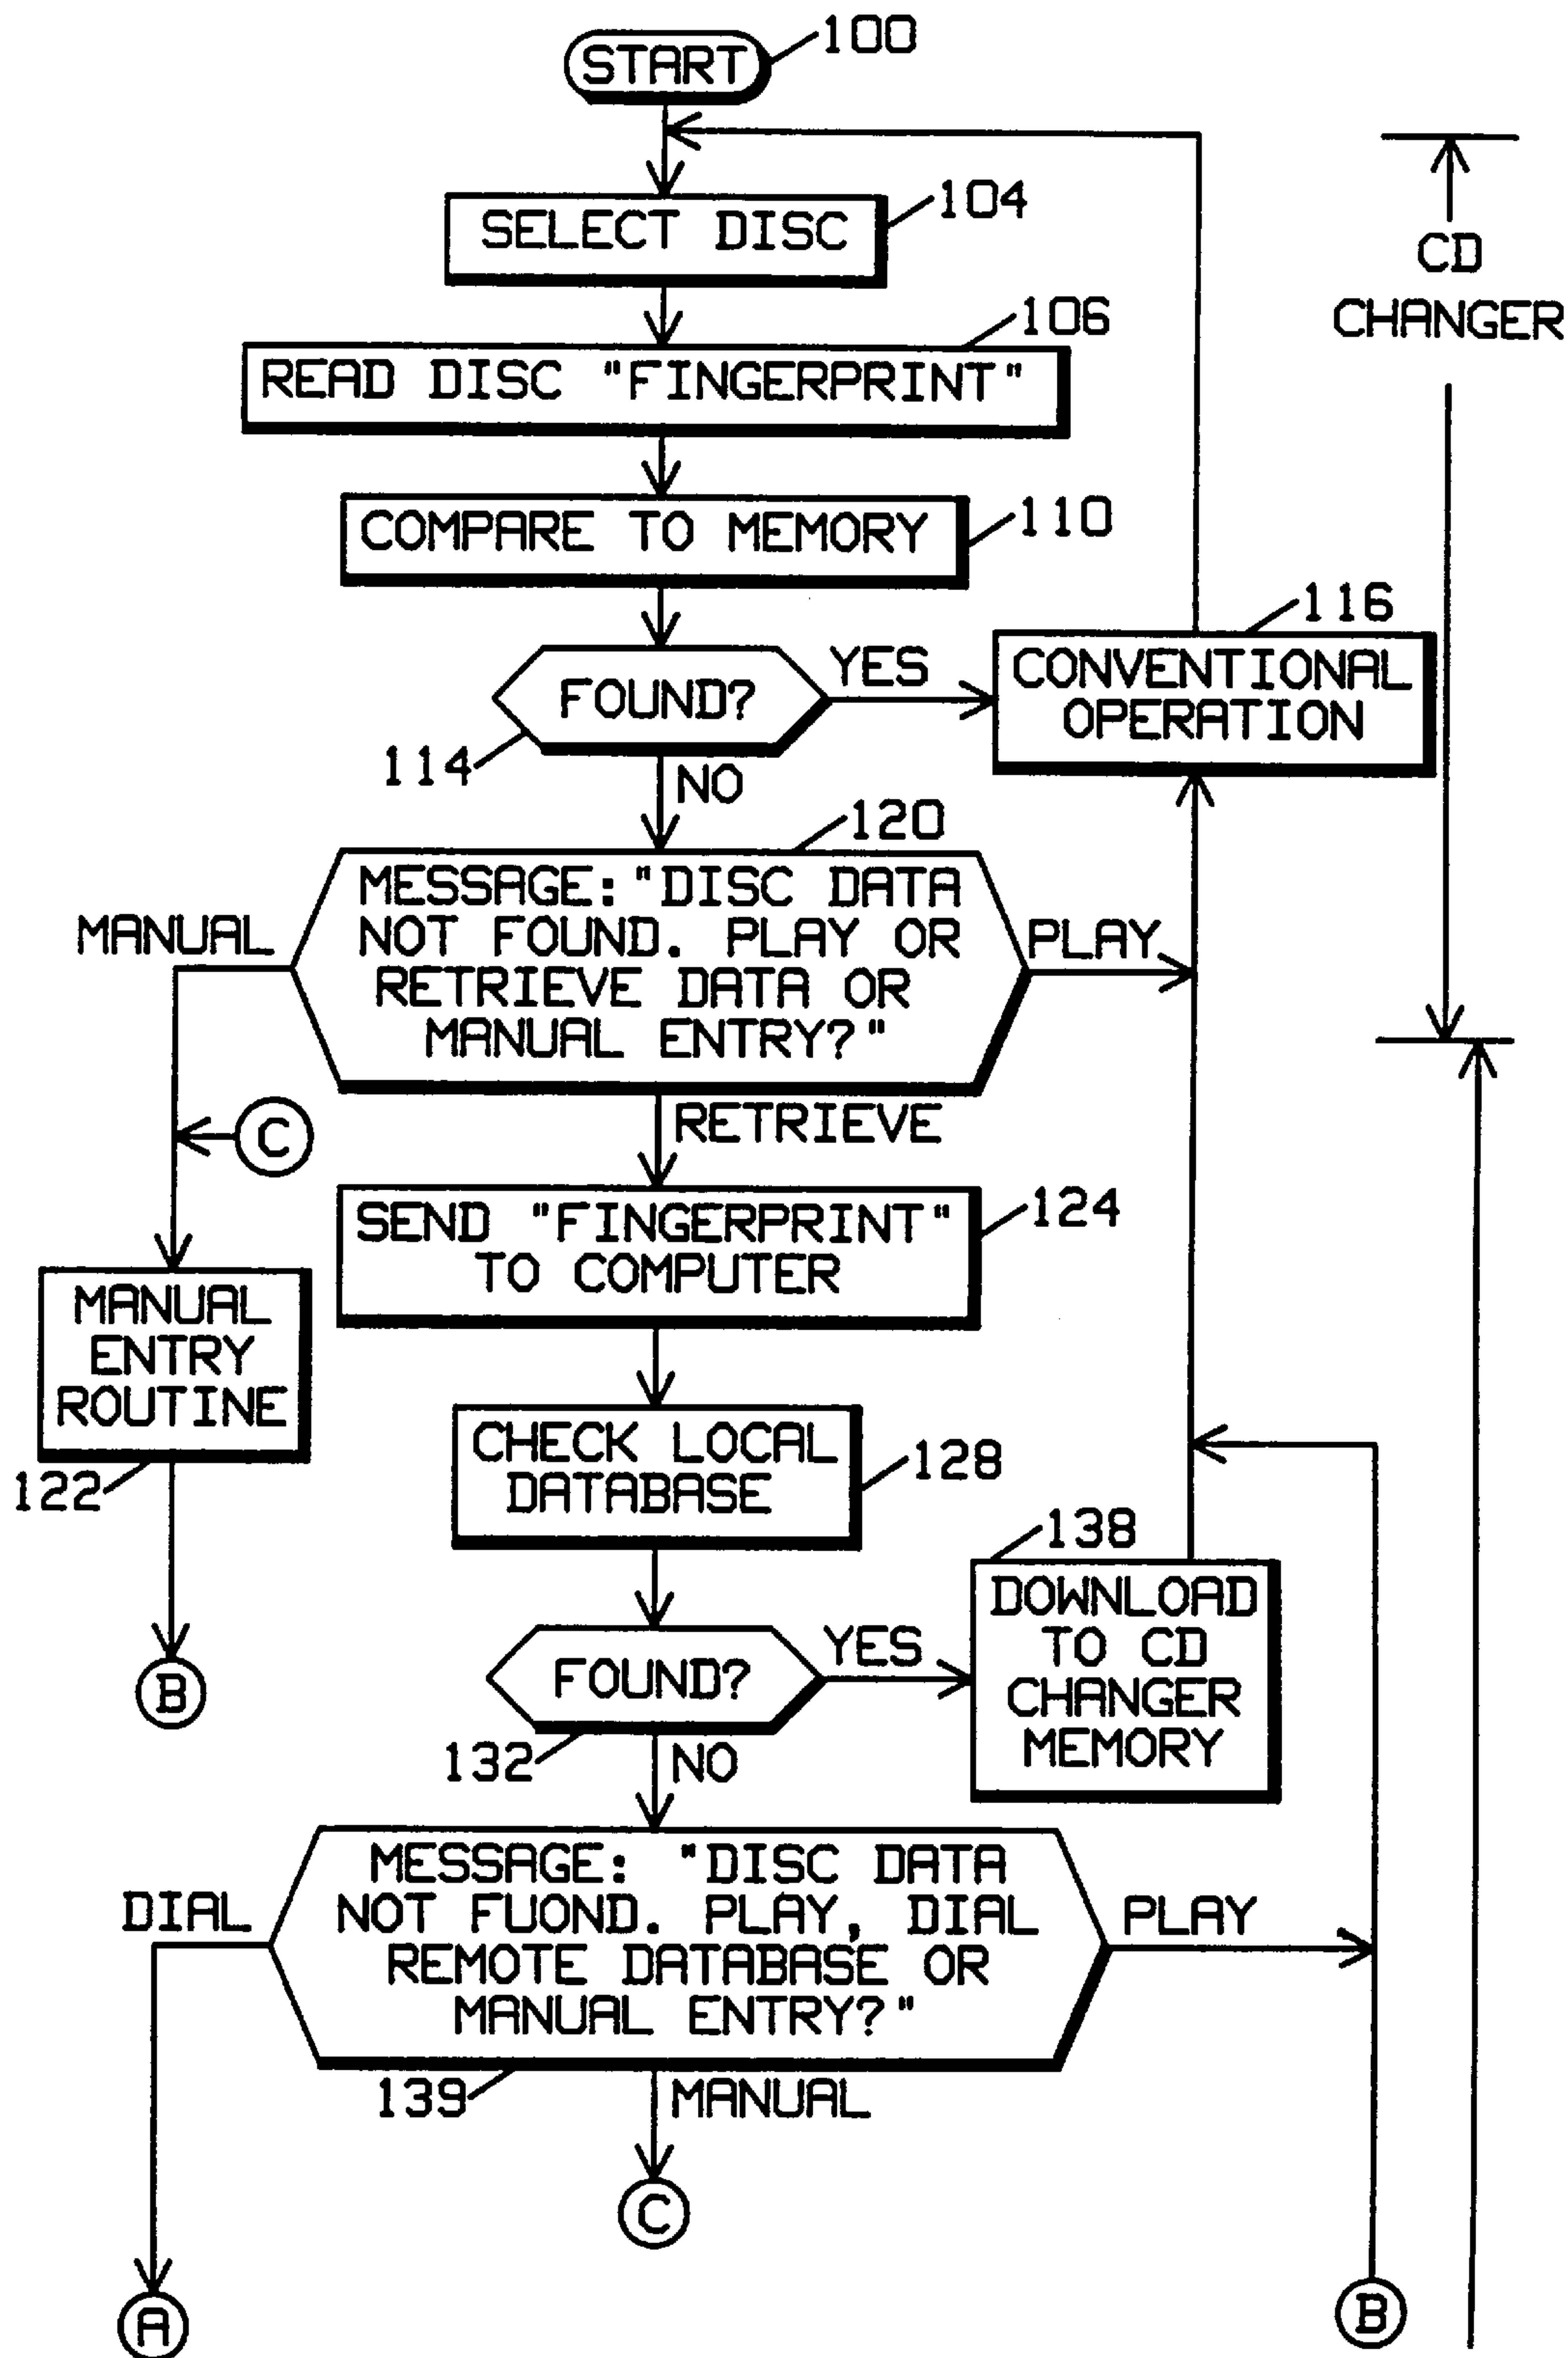 START
100
SELECT DISC
104
CD
CHANGER
READ DISC "FINGERPRINT"
106
COMPARE TO MEMORY
110
FOUND?
114
YES
NO
CONVENTIONAL
OPERATION
116
MESSAGE: "DISC DATA
NOT FOUND. PLAY OR
RETRIEVE DATA OR
MANUAL ENTRY?"
120
MANUAL
PLAY
RETRIEVE
C
SEND "FINGERPRINT"
TO COMPUTER
124
MANUAL
ENTRY
ROUTINE
122
CHECK LOCAL
DATABASE
128
B
FOUND?
132
YES
NO
DOWNLOAD
TO CD
CHANGER
MEMORY
138
MESSAGE: "DISC DATA
NOT FUOND. PLAY, DIAL
REMOTE DATABASE OR
MANUAL ENTRY?"
139
DIAL
PLAY
MANUAL
C
A
B